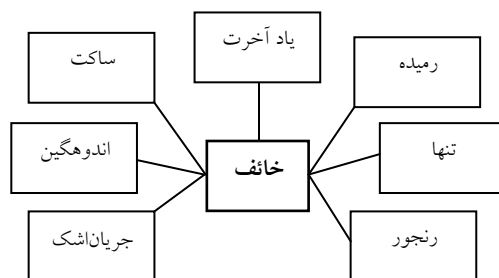 یاد آخرت
ساکت
رمیده
اندوهگین
خائف
تنها
جریان‌اشک
رنجور